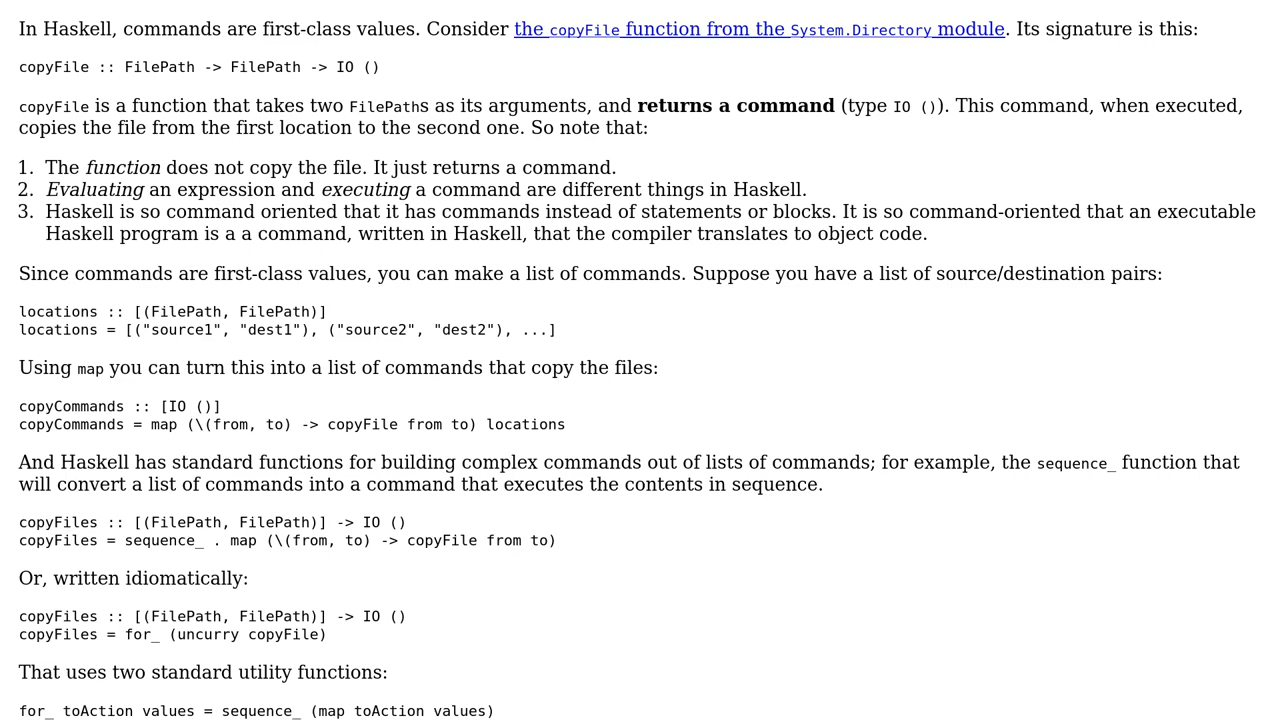 In Haskell, commands are first-class values. Consider the copyFile function from the System.Directory module. Its signature is this:
copyFile :: FilePath -> FilePath -> IO ()
copyFile is a function that takes two FilePaths as its arguments, and returns a command (type IO ()). This command, when executed,
copies the file from the first location to the second one. So note that:
1. The function does not copy the file. It just returns a command.
2. Evaluating an expression and executing a command are different things in Haskell.
3. Haskell is so command oriented that it has commands instead of statements or blocks. It is so command-oriented that an executable
Haskell program is a a command, written in Haskell, that the compiler translates to object code.
Since commands are first-class values, you can make a list of commands. Suppose you have a list of source/destination pairs:
locations :: [(FilePath, FilePath)]
locations = [("source1", "dest1"), ("source2", "dest2"), ...]
Using map you can turn this into a list of commands that copy the files:
copyCommands :: [IO ()]
copyCommands = map (\(from, to) -> copyFile from to) locations
And Haskell has standard functions for building complex commands out of lists of commands; for example, the sequence_ function that
will convert a list of commands into a command that executes the contents in sequence.
copyFiles :: [(FilePath, FilePath)] -> IO ()
copyFiles = sequence_ . map (\(from, to) -> copyFile from to)
Or, written idiomatically:
copyFiles :: [(FilePath, FilePath)] -> IO ()
copyFiles = for_ (uncurry copyFile)
That uses two standard utility functions:
for_ toAction values = sequence_ (map toAction values)